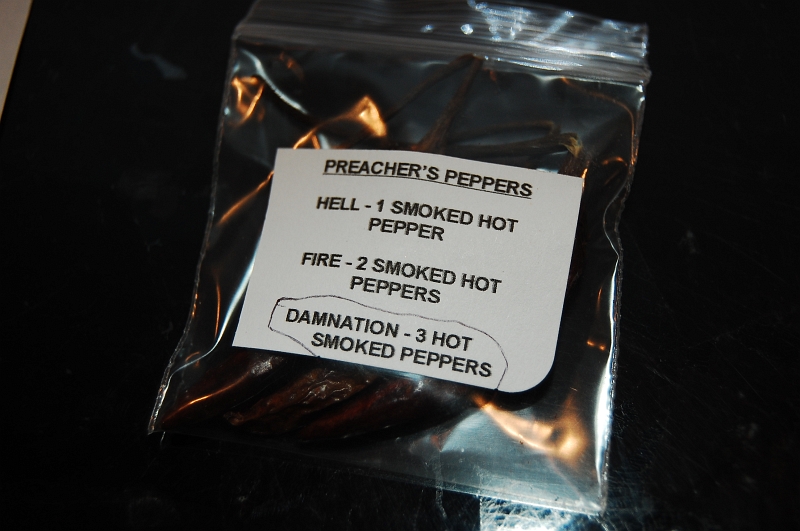 PREACHER'S PEPPERS
HELL - 1 SMOKED HOT
PEPPER
FIRE - 2 SMOKED HOT
PEPPERS
DAMNATION - 3 HOT
SMOKED PEPPERS